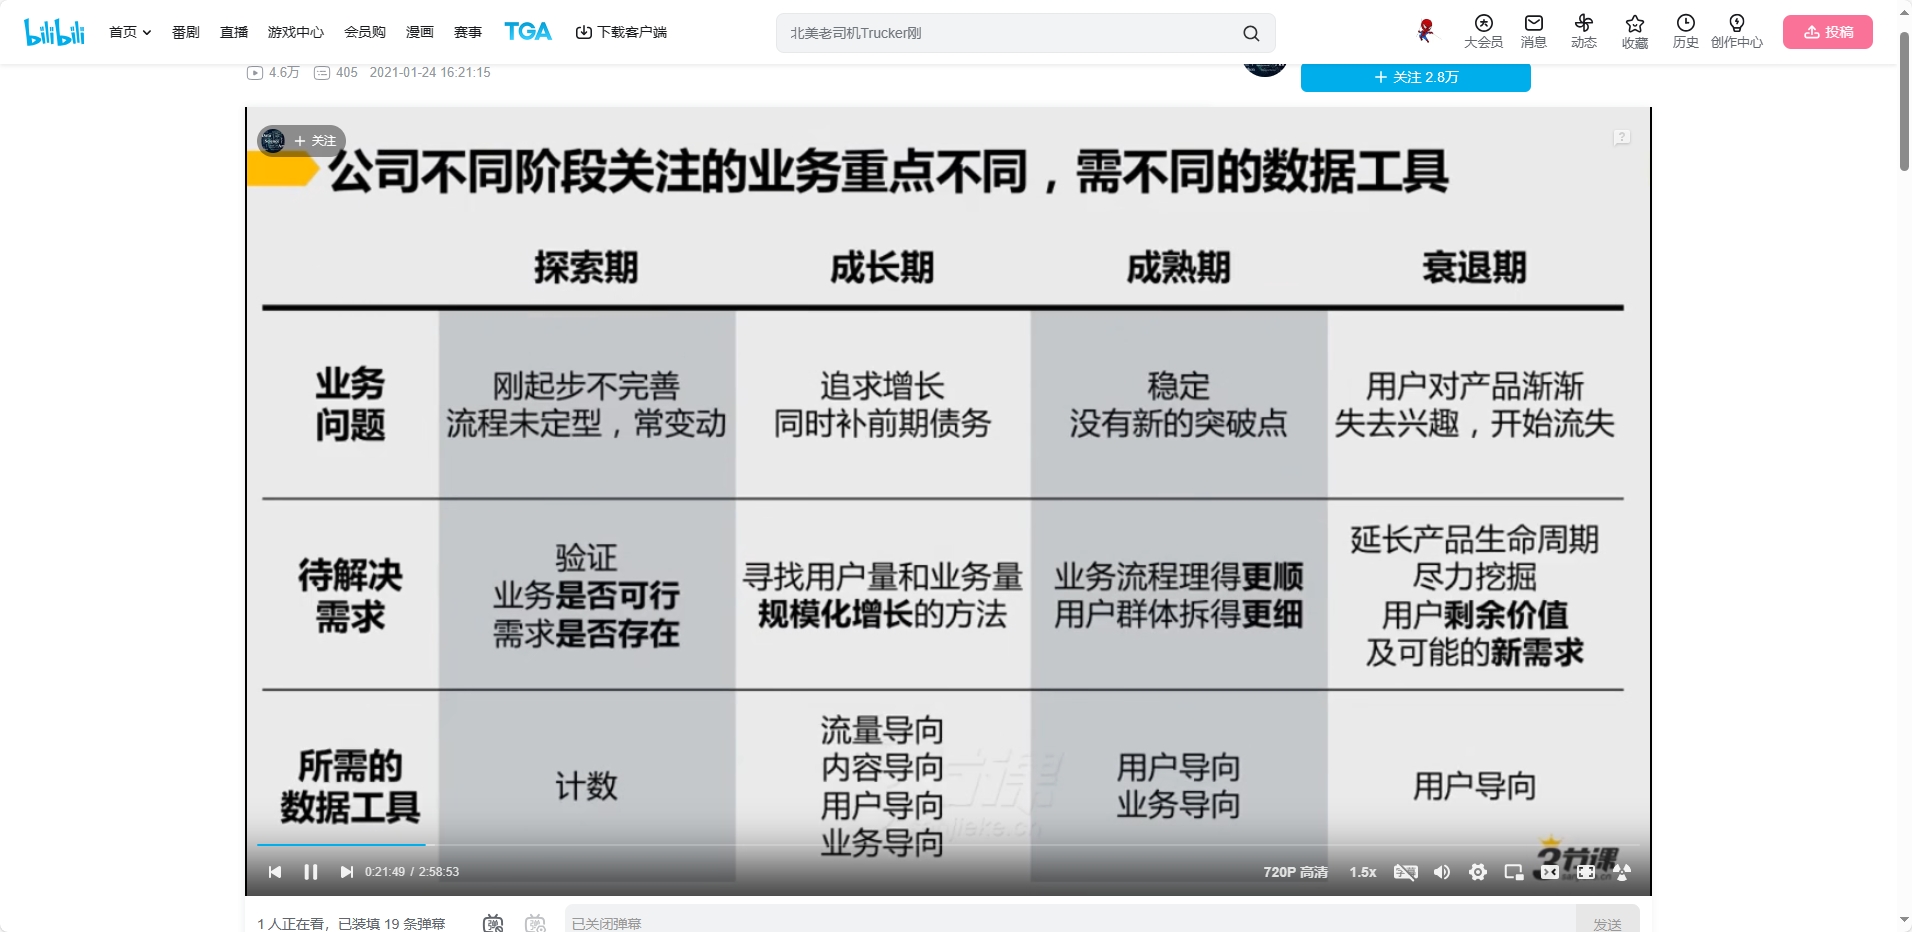 bilibili 首页 番剧 直播 游戏中心 会员购 漫画 赛事 TGA 下载客户端 北美老司机Trucker刚 大会员 消息 动态 收藏 历史 创作中心 投稿
4.6万 405 2021-01-24 16:21:15
+ 关注 2.8万
+ 关注
公司不同阶段关注的业务重点不同，需不同的数据工具
探索期 成长期 成熟期 衰退期
业务
问题
刚起步不完善
流程未定型，常变动
追求增长
同时补前期债务
稳定
没有新的突破点
用户对产品渐渐
失去兴趣，开始流失
待解决
需求
验证
业务是否可行
需求是否存在
寻找用户量和业务量
规模化增长的方法
业务流程理得更顺
用户群体拆得更细
延长产品生命周期
尽力挖掘
用户剩余价值
及可能的新需求
所需的
数据工具
计数
流量导向
内容导向
用户导向
业务导向
用户导向
业务导向
用户导向
3节课
0:21:49 / 2:58:53 720P 高清 1.5x
1 人正在看，已装填 19 条弹幕 已关闭弹幕 发送